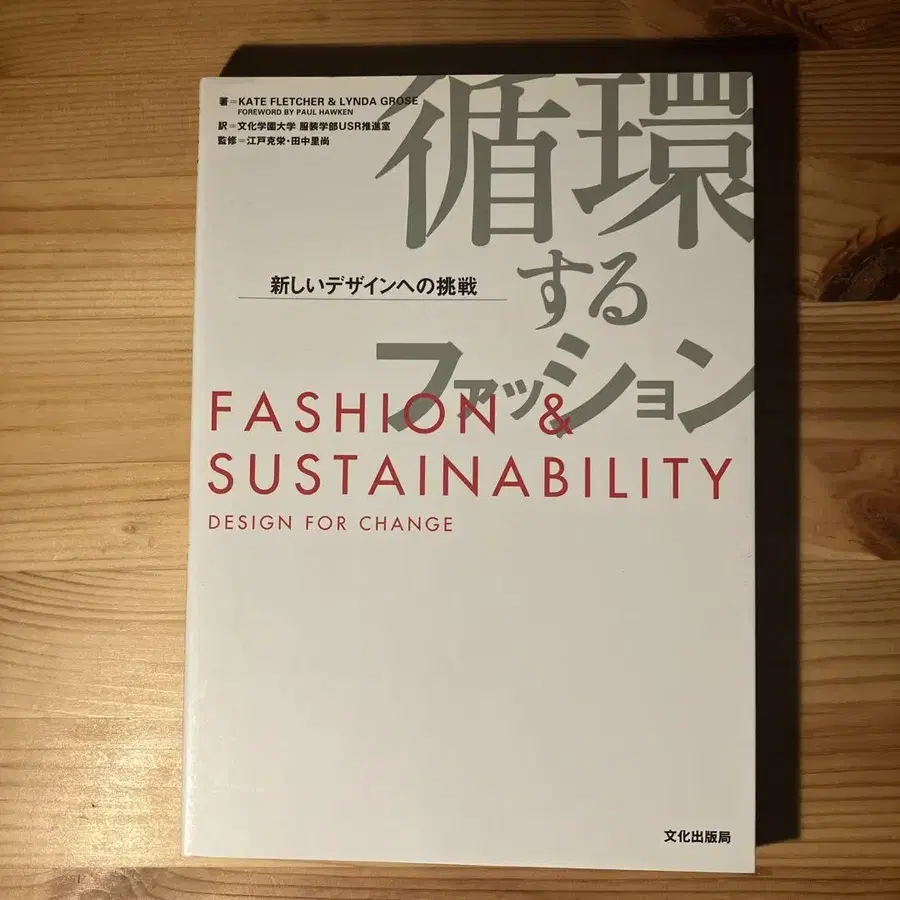 著=KATE FLETCHER & LYNDA GROSE
FOREWORD BY PAUL HAWKEN
訳=文化学園大学 服装学部USR推進室
監修=江戸克栄・田中里尚
循環
する
ファッション
新しいデザインへの挑戦
FASHION &
SUSTAINABILITY
DESIGN FOR CHANGE
文化出版局